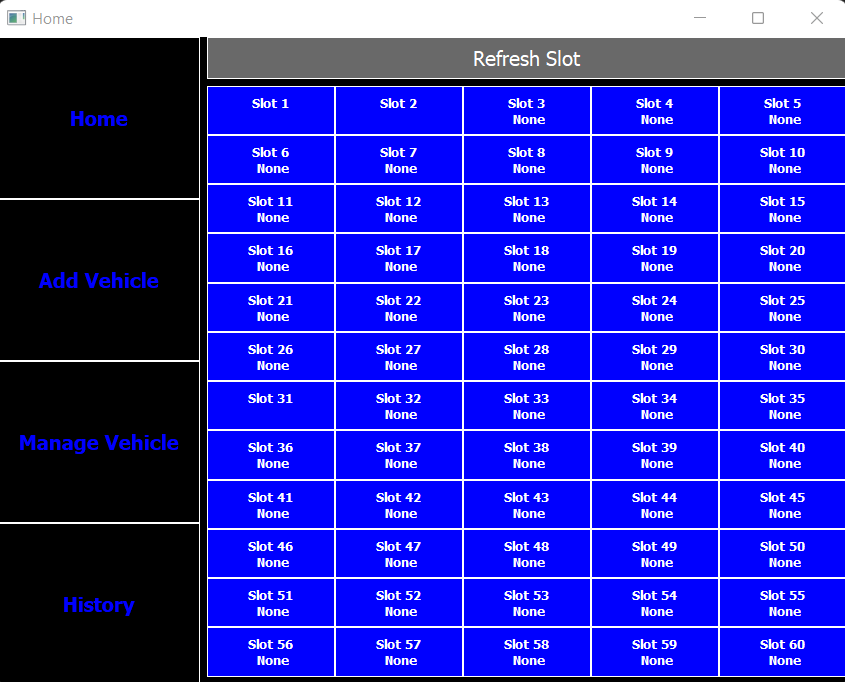 Home
Refresh Slot
Home
Add Vehicle
Manage Vehicle
History
Slot 1
Slot 2
Slot 3
None
Slot 4
None
Slot 5
None
Slot 6
None
Slot 7
None
Slot 8
None
Slot 9
None
Slot 10
None
Slot 11
None
Slot 12
None
Slot 13
None
Slot 14
None
Slot 15
None
Slot 16
None
Slot 17
None
Slot 18
None
Slot 19
None
Slot 20
None
Slot 21
None
Slot 22
None
Slot 23
None
Slot 24
None
Slot 25
None
Slot 26
None
Slot 27
None
Slot 28
None
Slot 29
None
Slot 30
None
Slot 31
Slot 32
None
Slot 33
None
Slot 34
None
Slot 35
None
Slot 36
None
Slot 37
None
Slot 38
None
Slot 39
None
Slot 40
None
Slot 41
None
Slot 42
None
Slot 43
None
Slot 44
None
Slot 45
None
Slot 46
None
Slot 47
None
Slot 48
None
Slot 49
None
Slot 50
None
Slot 51
None
Slot 52
None
Slot 53
None
Slot 54
None
Slot 55
None
Slot 56
None
Slot 57
None
Slot 58
None
Slot 59
None
Slot 60
None